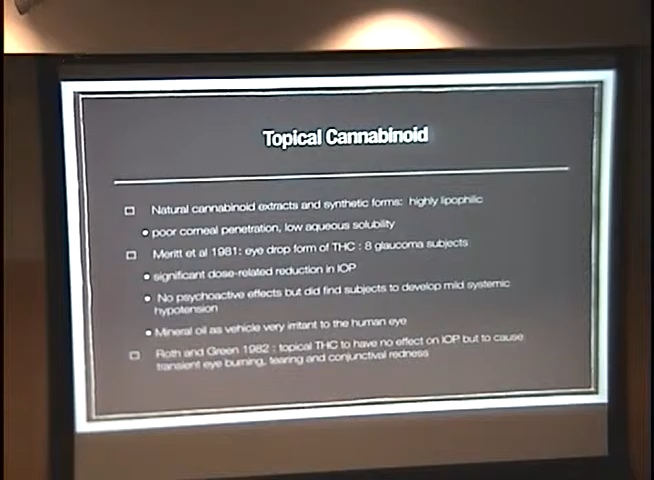 Topical Cannabinoid
Natural cannabinoid extracts and synthetic forms: highly lipophilic
poor corneal penetration, low aqueous solubility
Merritt et al 1981: eye drop form of THC : 8 glaucoma subjects
significant dose-related reduction in IOP
No psychoactive effects but did find subjects to develop mild systemic
hypotension
Mineral oil as vehicle very irritant to the human eye
Roth and Green 1982 : topical THC to have no effect on IOP but to cause
transient eye burning, tearing and conjunctival redness